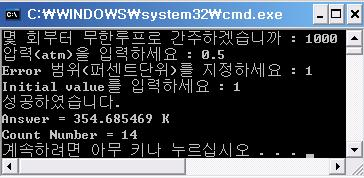 C:₩WINDOWS₩system32₩cmd.exe
몇 회부터 무한루프로 간주하겠습니까 : 1000
압력(atm)을 입력하세요 : 0.5
Error 범위(퍼센트단위)를 지정하세요 : 1
Initial value를 입력하세요 : 1
성공하였습니다.
Answer = 354.685469 K
Count Number = 14
계속하려면 아무 키나 누르십시오 . . .